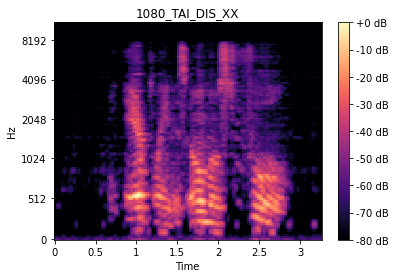 1080_TAI_DIS_XX
8192
4096
2048
1024
512
0
Hz
0 0.5 1 1.5 2 2.5 3
Time
+0 dB
-10 dB
-20 dB
-30 dB
-40 dB
-50 dB
-60 dB
-70 dB
-80 dB